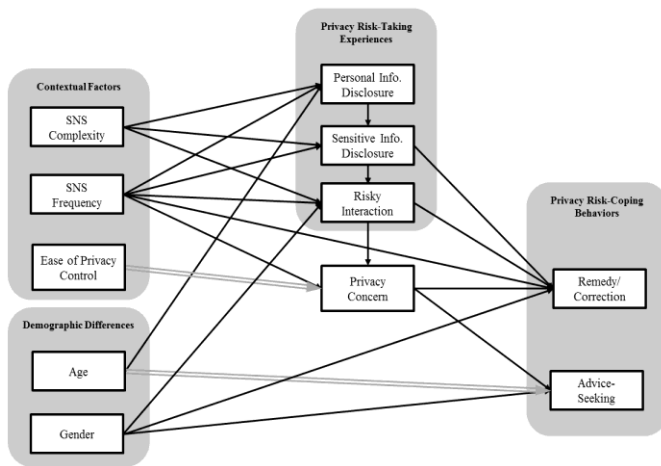 Privacy Risk-Taking
Experiences
Contextual Factors
Personal Info.
Disclosure
SNS
Complexity
Sensitive Info.
Disclosure
SNS
Frequency
Risky
Interaction
Privacy Risk-Coping
Behaviors
Ease of Privacy
Control
Privacy
Concern
Remedy/
Correction
Demographic Differences
Age
Advice-
Seeking
Gender